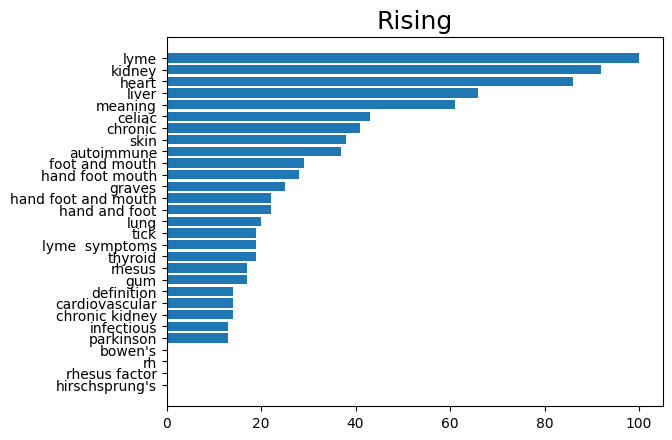 Rising
lyme
kidney
heart
liver
meaning
celiac
chronic
skin
autoimmune
foot and mouth
hand foot mouth
graves
hand foot and mouth
hand and foot
lung
tick
lyme  symptoms
thyroid
rhesus
gum
definition
cardiovascular
chronic kidney
infectious
parkinson
bowen's
rh
rhesus factor
hirschsprung's
0 20 40 60 80 100